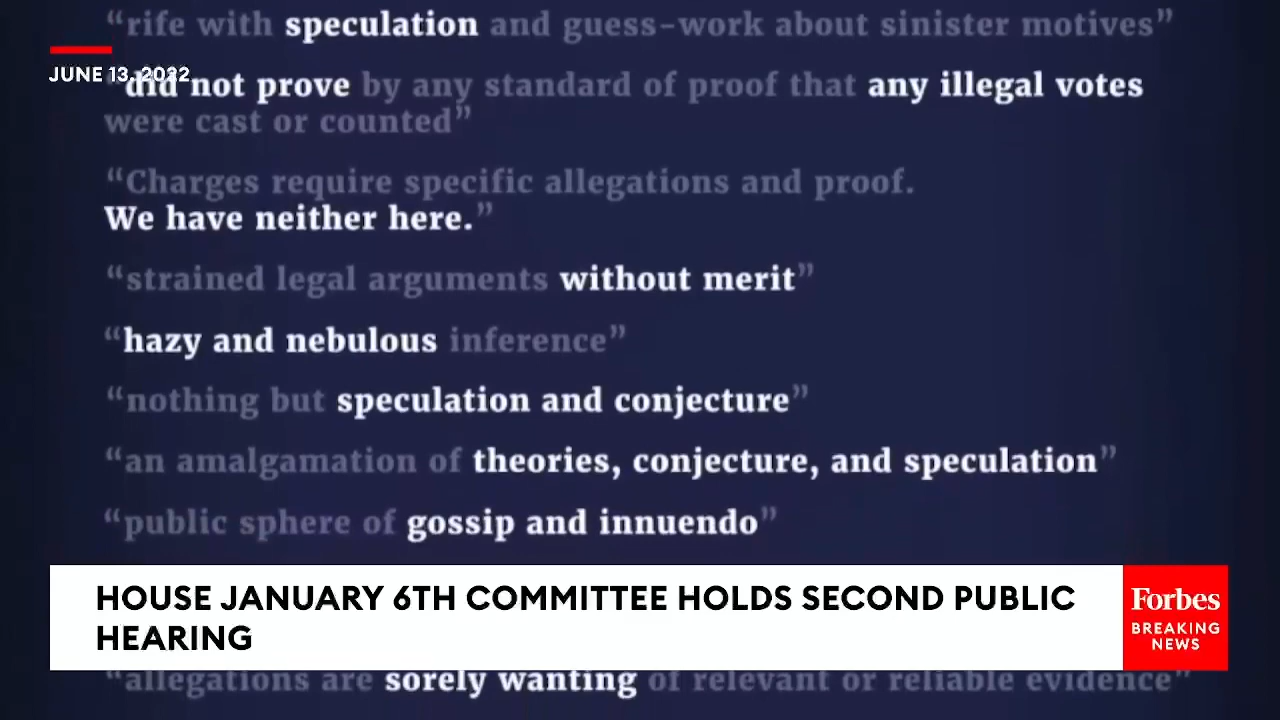 “rife with speculation and guess-work about sinister motives”
JUNE 13, 2022
“did not prove by any standard of proof that any illegal votes
were cast or counted”
“Charges require specific allegations and proof.
We have neither here.”
“strained legal arguments without merit”
“hazy and nebulous inference”
“nothing but speculation and conjecture”
“an amalgamation of theories, conjecture, and speculation”
“public sphere of gossip and innuendo”
HOUSE JANUARY 6TH COMMITTEE HOLDS SECOND PUBLIC
HEARING
Forbes
BREAKING
NEWS
“allegations are sorely wanting of relevant or reliable evidence”